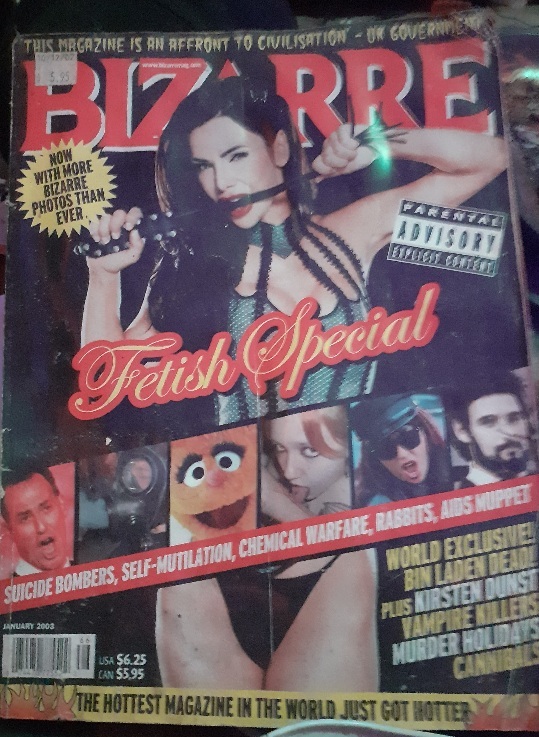 THIS MAGAZINE IS AN AFFRONT TO CIVILISATION - UK GOVERNMENT
BIZARRE
www.bizarremag.com
$ 5.95
NOW
WITH MORE
BIZARRE
PHOTOS THAN
EVER
PARENTAL
ADVISORY
EXPLICIT CONTENT
Fetish Special
SUICIDE BOMBERS, SELF-MUTILATION, CHEMICAL WARFARE, RABBITS, AIDS MUPPET
WORLD EXCLUSIVE!
BIN LADEN DEAD!
PLUS KIRSTEN DUNST
VAMPIRE KILLERS
MURDER HOLIDAYS
CANNIBALS
JANUARY 2003
USA $6.25
CAN $5.95
THE HOTTEST MAGAZINE IN THE WORLD JUST GOT HOTTER